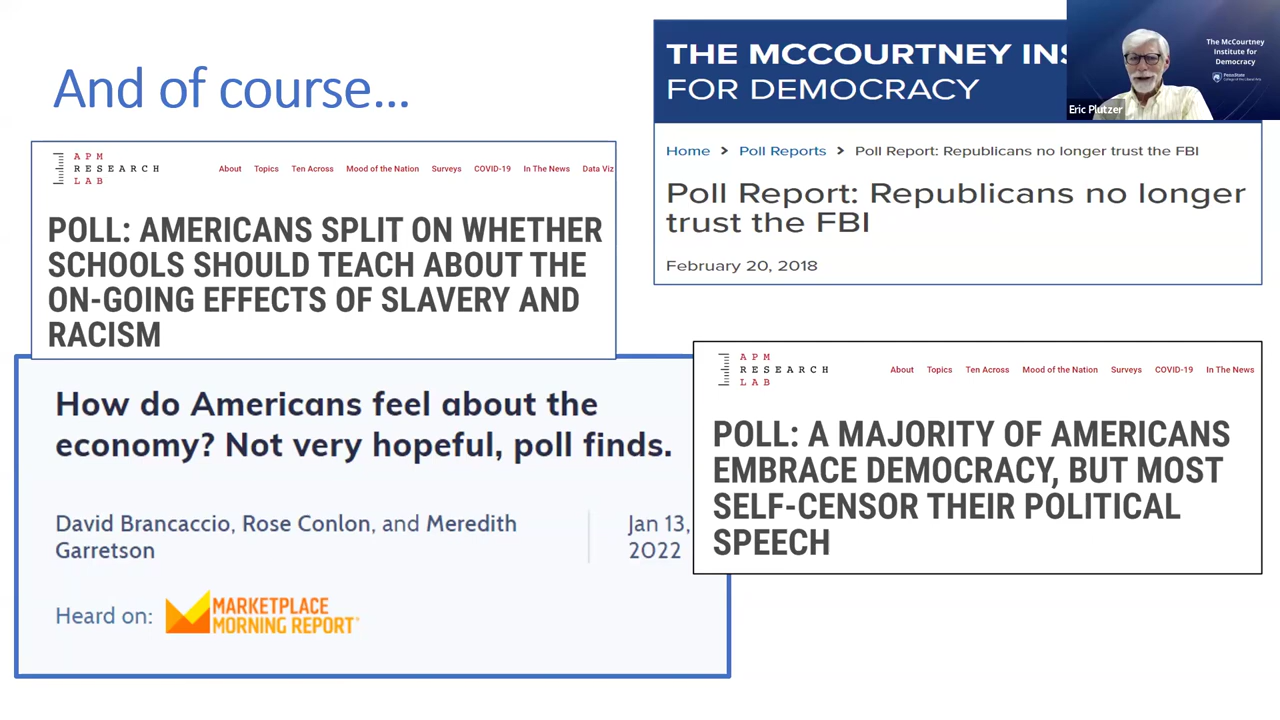 And of course...
APM
RESEARCH
LAB
About Topics Ten Across Mood of the Nation Surveys COVID-19 In The News Data Viz
POLL: AMERICANS SPLIT ON WHETHER
SCHOOLS SHOULD TEACH ABOUT THE
ON-GOING EFFECTS OF SLAVERY AND
RACISM
How do Americans feel about the
economy? Not very hopeful, poll finds.
David Brancaccio, Rose Conlon, and Meredith
Garretson
Jan 13,
2022
Heard on:
MARKETPLACE
MORNING REPORT
THE MCCOURTNEY INS
FOR DEMOCRACY
Home > Poll Reports > Poll Report: Republicans no longer trust the FBI
Poll Report: Republicans no longer
trust the FBI
February 20, 2018
The McCourtney
Institute for
Democracy
PennState
Eric Plutzer
APM
RESEARCH
LAB
About Topics Ten Across Mood of the Nation Surveys COVID-19 In The News
POLL: A MAJORITY OF AMERICANS
EMBRACE DEMOCRACY, BUT MOST
SELF-CENSOR THEIR POLITICAL
SPEECH